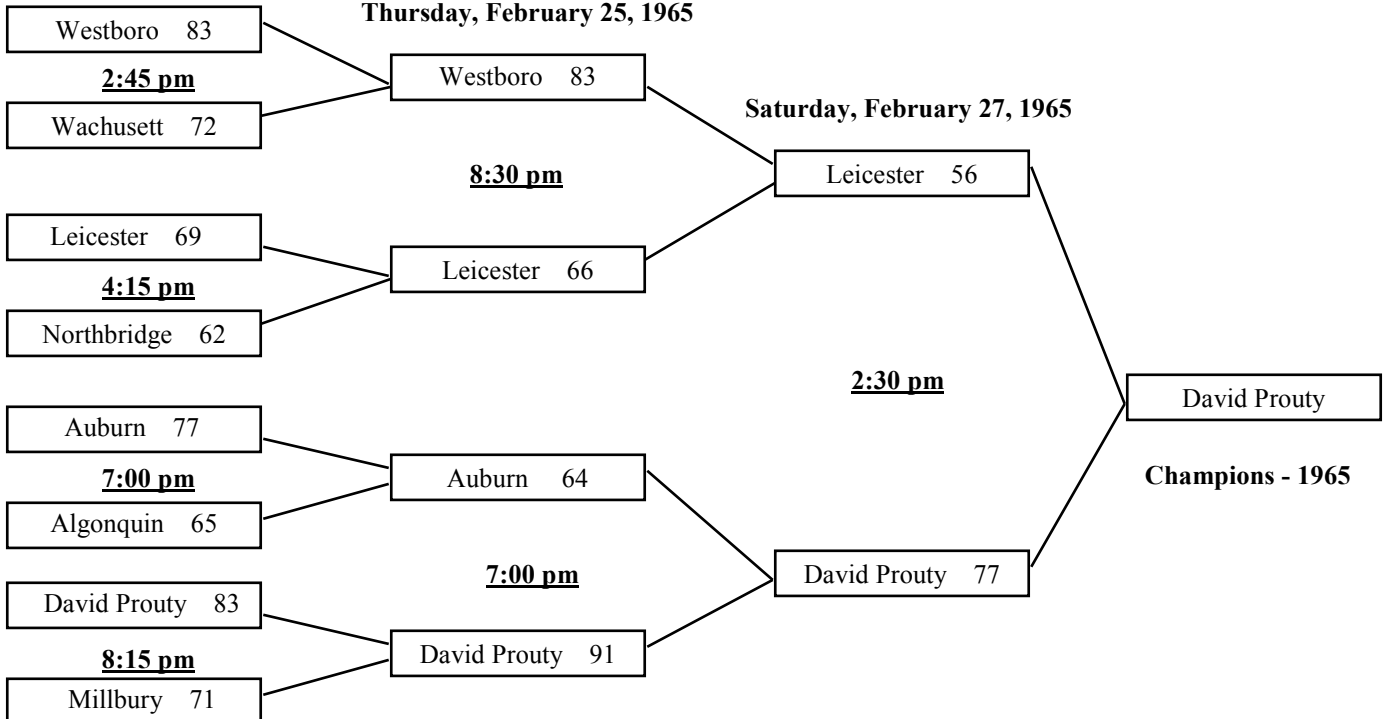 Thursday, February 25, 1965
Westboro 83
2:45 pm
Wachusett 72
Leicester 69
4:15 pm
Northbridge 62
Auburn 77
7:00 pm
Algonquin 65
David Prouty 83
8:15 pm
Millbury 71
Westboro 83
8:30 pm
Leicester 66
Auburn 64
7:00 pm
David Prouty 91
Saturday, February 27, 1965
Leicester 56
2:30 pm
David Prouty 77
David Prouty
Champions - 1965